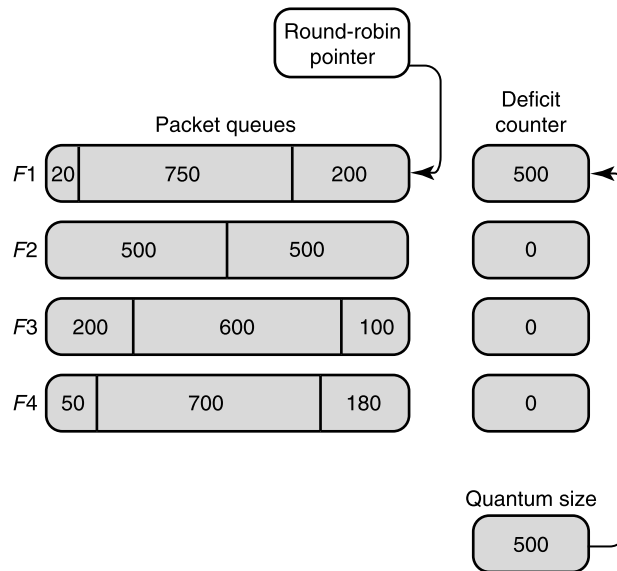 Round-robin
pointer
Deficit
counter
Packet queues
F1 20 750 200 500
F2 500 500 0
F3 200 600 100 0
F4 50 700 180 0
Quantum size
500